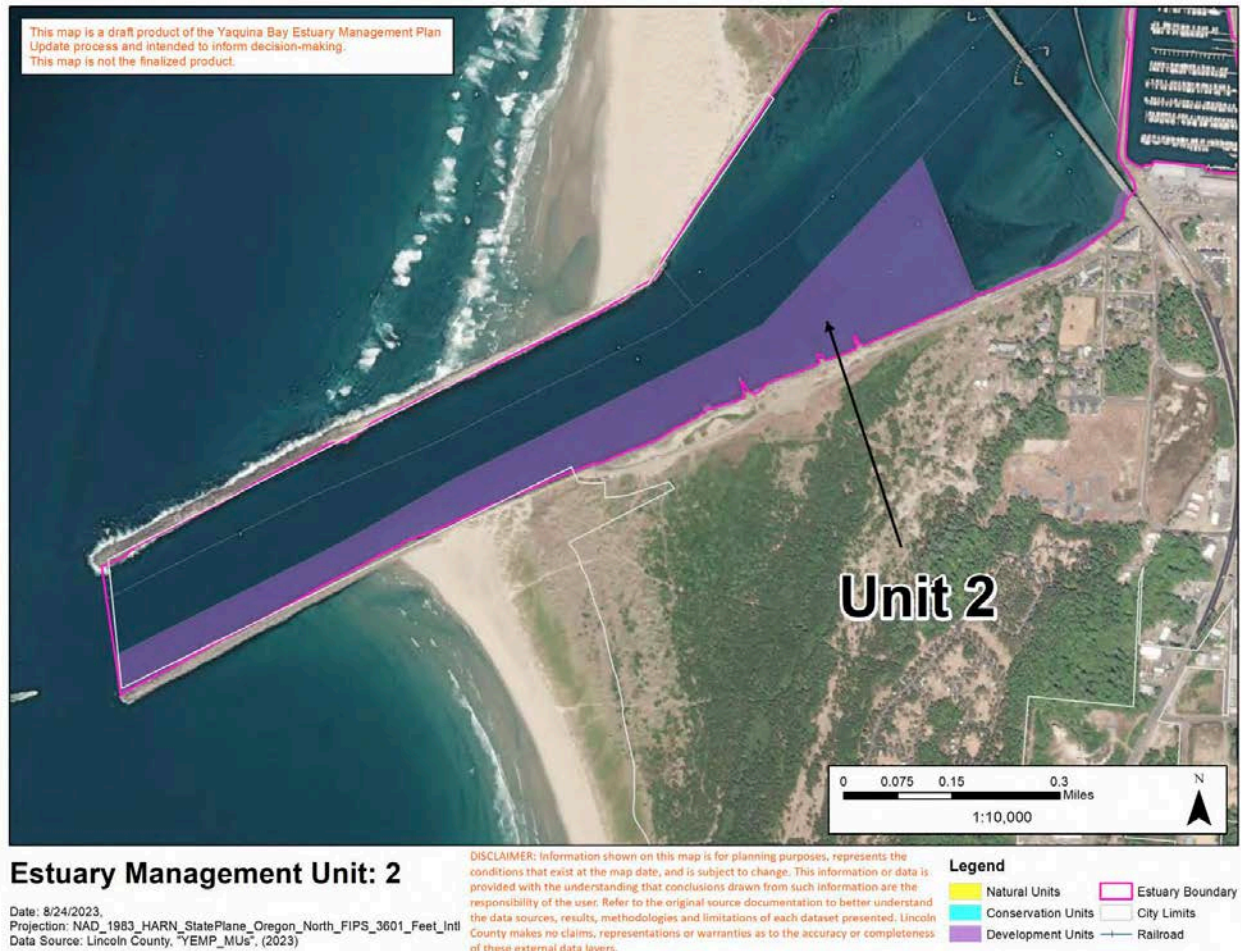 This map is a draft product of the Yaquina Bay Estuary Management Plan
Update process and intended to inform decision-making.
This map is not the finalized product.
Unit 2
0 0.075 0.15 0.3
Miles
1:10,000
N
Estuary Management Unit: 2
Date: 8/24/2023,
Projection: NAD_1983_HARN_StatePlane_Oregon_North_FIPS_3601_Feet_Intl
Data Source: Lincoln County, "YEMP_MUs", (2023)
DISCLAIMER: Information shown on this map is for planning purposes, represents the
conditions that exist at the map date, and is subject to change. This information or data is
provided with the understanding that conclusions drawn from such information are the
responsibility of the user. Refer to the original source documentation to better understand
the data sources, results, methodologies and limitations of each dataset presented. Lincoln
County makes no claims, representations or warranties as to the accuracy or completeness
of these external data layers.
Legend
Natural Units
Conservation Units
Development Units
Estuary Boundary
City Limits
Railroad